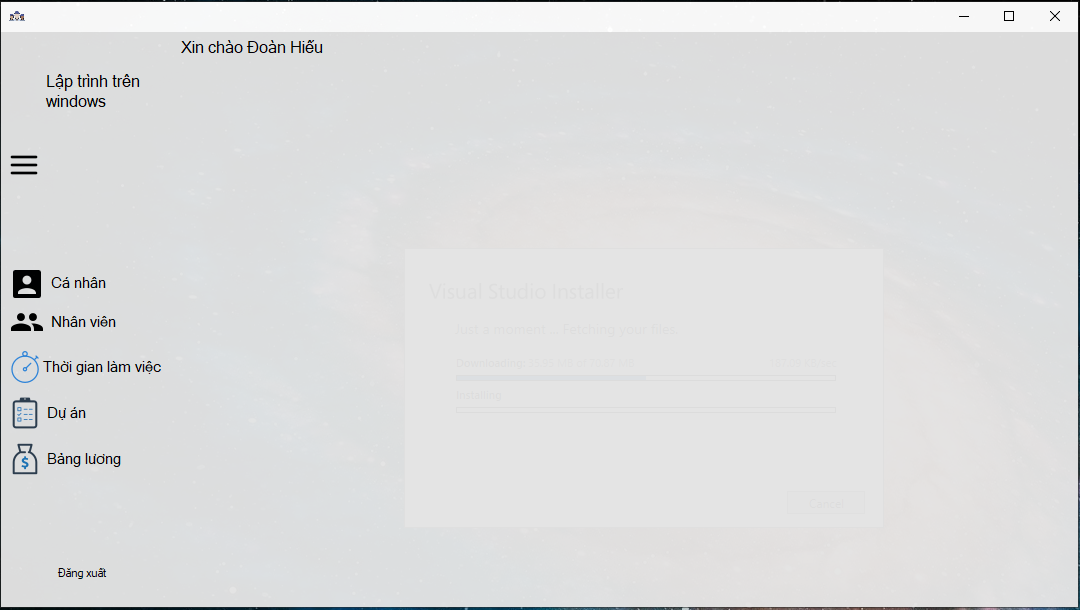 Xin chào Đoàn Hiếu
Lập trình trên
windows
Cá nhân
Nhân viên
Thời gian làm việc
Dự án
Bảng lương
Đăng xuất
Visual Studio Installer
Just a moment ... Fetching your files.
Downloading:
Installing
Cancel